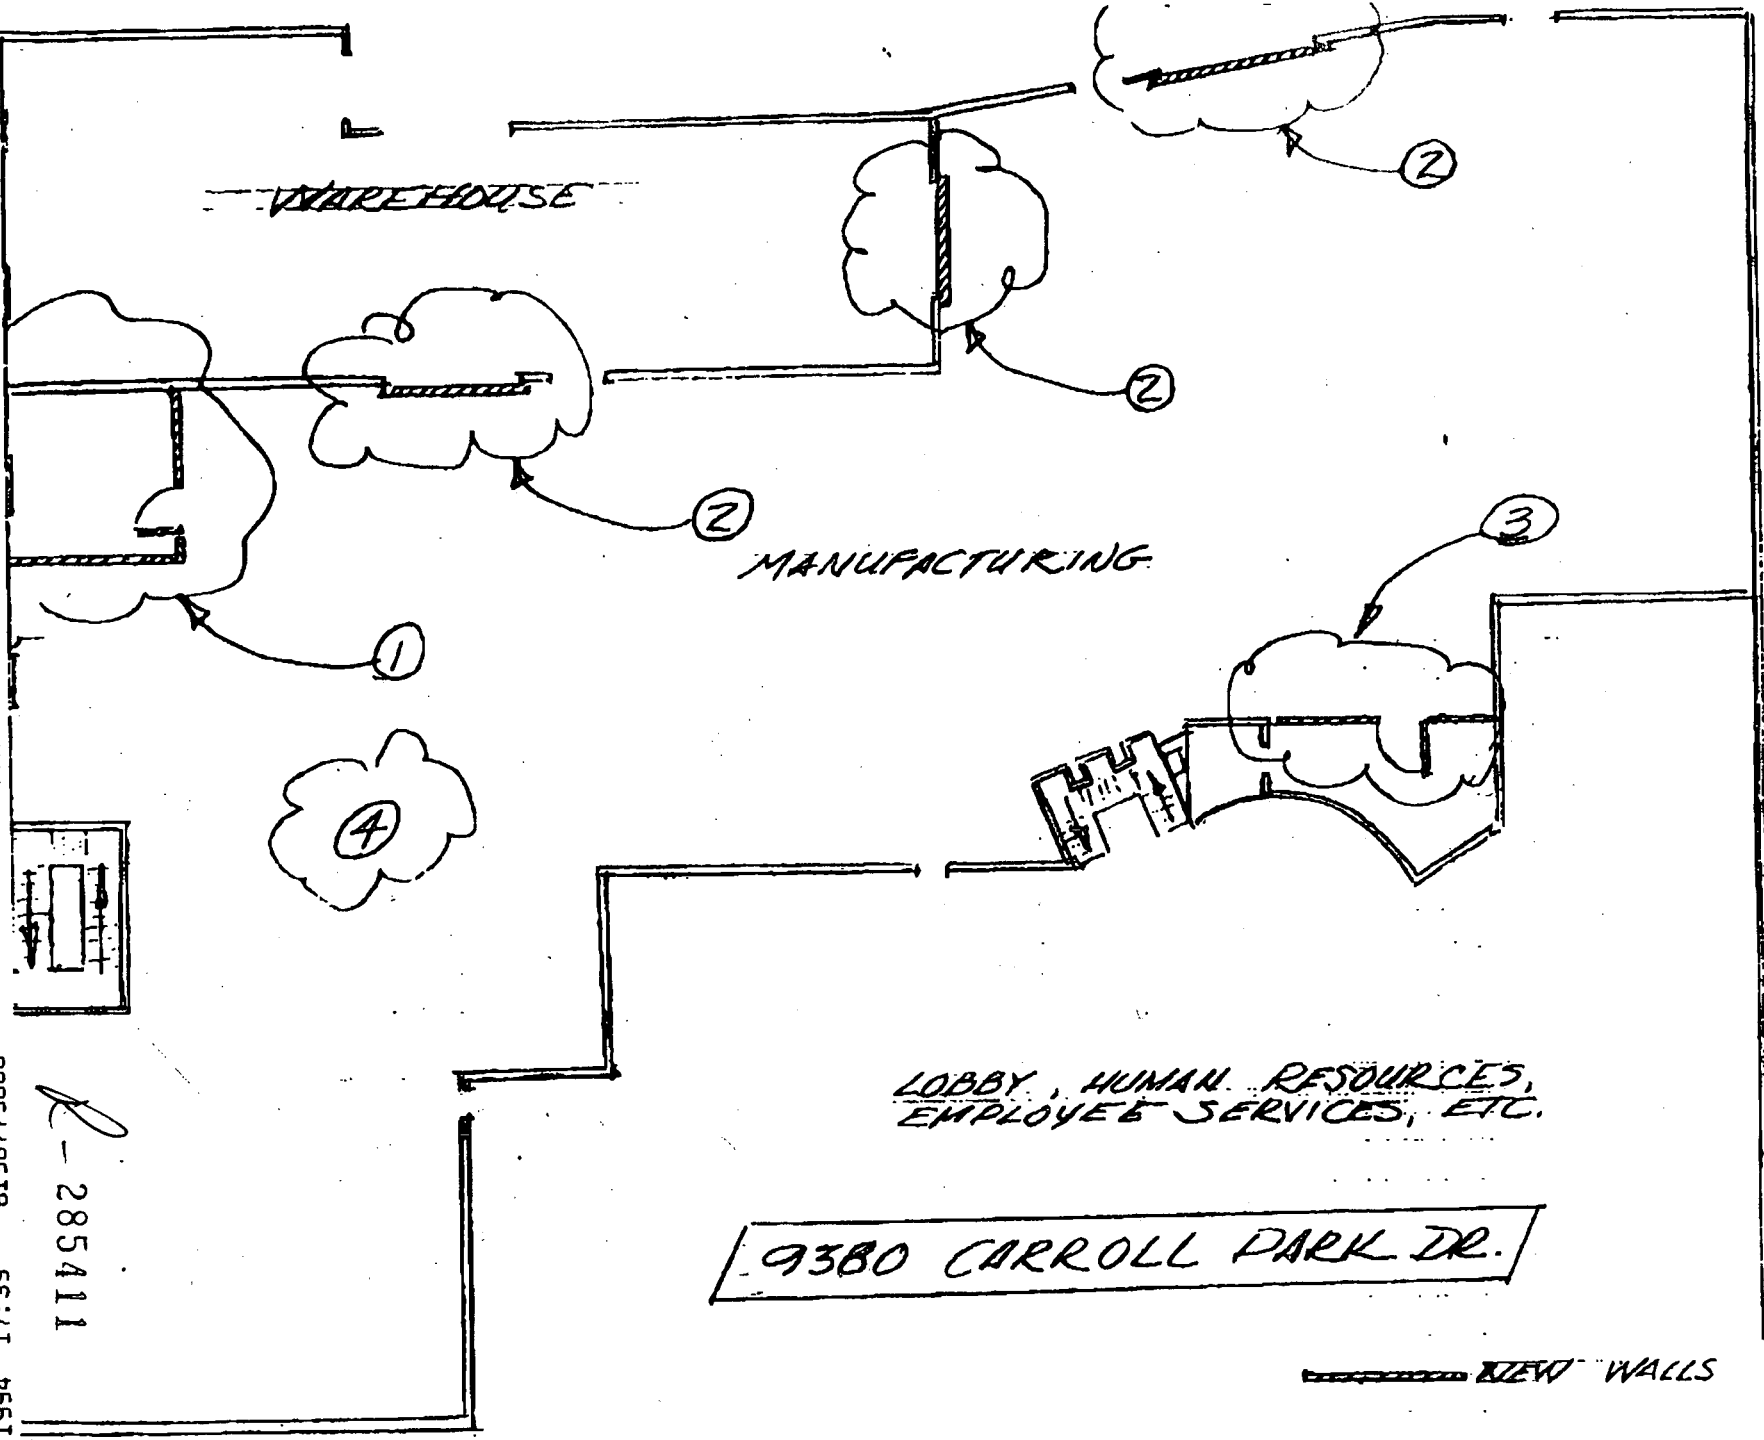 WAREHOUSE
2
2
2
MANUFACTURING
3
1
4
LOBBY, HUMAN RESOURCES,
EMPLOYEE SERVICES, ETC.
9380 CARROLL PARK DR.
NEW WALLS
285411